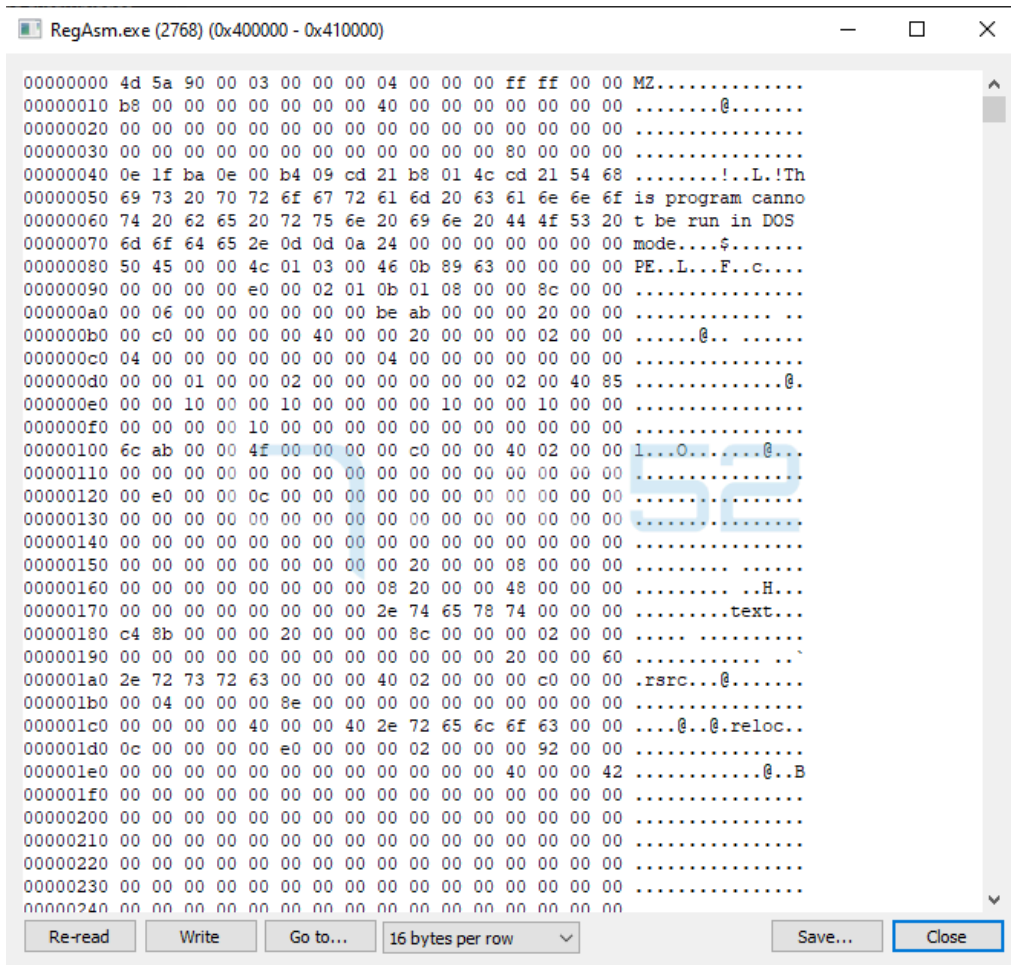 RegAsm.exe (2768) (0x400000 - 0x410000)
00000000 4d 5a 90 00 03 00 00 00 04 00 00 00 ff ff 00 00 MZ..............
00000010 b8 00 00 00 00 00 00 00 40 00 00 00 00 00 00 00 ........@.......
00000020 00 00 00 00 00 00 00 00 00 00 00 00 00 00 00 00 ................
00000030 00 00 00 00 00 00 00 00 00 00 00 00 80 00 00 00 ................
00000040 0e 1f ba 0e 00 b4 09 cd 21 b8 01 4c cd 21 54 68 ........!..L.!Th
00000050 69 73 20 70 72 6f 67 72 61 6d 20 63 61 6e 6e 6f is program canno
00000060 74 20 62 65 20 72 75 6e 20 69 6e 20 44 4f 53 20 t be run in DOS
00000070 6d 6f 64 65 2e 0d 0d 0a 24 00 00 00 00 00 00 00 mode....$.......
00000080 50 45 00 00 4c 01 03 00 46 0b 89 63 00 00 00 00 PE..L...F..c....
00000090 00 00 00 00 e0 00 02 01 0b 01 08 00 00 8c 00 00 ................
000000a0 00 06 00 00 00 00 00 00 be ab 00 00 00 20 00 00 ............. ..
000000b0 00 c0 00 00 00 00 40 00 00 20 00 00 00 02 00 00 ......@.. ......
000000c0 04 00 00 00 00 00 00 00 04 00 00 00 00 00 00 00 ................
000000d0 00 00 01 00 00 02 00 00 00 00 00 00 02 00 40 85 ..............@.
000000e0 00 00 10 00 00 10 00 00 00 00 10 00 00 10 00 00 ................
000000f0 00 00 00 00 10 00 00 00 00 00 00 00 00 00 00 00 ................
00000100 6c ab 00 00 4f 00 00 00 00 c0 00 00 40 02 00 00 l...O.......@...
00000110 00 00 00 00 00 00 00 00 00 00 00 00 00 00 00 00 ................
00000120 00 e0 00 00 0c 00 00 00 00 00 00 00 00 00 00 00 ................
00000130 00 00 00 00 00 00 00 00 00 00 00 00 00 00 00 00 ................
00000140 00 00 00 00 00 00 00 00 00 00 00 00 00 00 00 00 ................
00000150 00 00 00 00 00 00 00 00 00 20 00 00 08 00 00 00 ......... ......
00000160 00 00 00 00 00 00 00 00 08 20 00 00 48 00 00 00 ......... ..H...
00000170 00 00 00 00 00 00 00 00 2e 74 65 78 74 00 00 00 .........text...
00000180 c4 8b 00 00 00 20 00 00 00 8c 00 00 00 02 00 00 ..... ..........
00000190 00 00 00 00 00 00 00 00 00 00 00 00 20 00 00 60 ............ ..`
000001a0 2e 72 73 72 63 00 00 00 40 02 00 00 00 c0 00 00 .rsrc...@.......
000001b0 00 04 00 00 00 8e 00 00 00 00 00 00 00 00 00 00 ................
000001c0 00 00 00 00 40 00 00 40 2e 72 65 6c 6f 63 00 00 ....@..@.reloc..
000001d0 0c 00 00 00 00 e0 00 00 00 02 00 00 00 92 00 00 ................
000001e0 00 00 00 00 00 00 00 00 00 00 00 00 40 00 00 42 ............@..B
000001f0 00 00 00 00 00 00 00 00 00 00 00 00 00 00 00 00 ................
00000200 00 00 00 00 00 00 00 00 00 00 00 00 00 00 00 00 ................
00000210 00 00 00 00 00 00 00 00 00 00 00 00 00 00 00 00 ................
00000220 00 00 00 00 00 00 00 00 00 00 00 00 00 00 00 00 ................
00000230 00 00 00 00 00 00 00 00 00 00 00 00 00 00 00 00 ................
00000240 00 00 00 00 00 00 00 00 00 00 00 00 00 00 00 00
Re-read Write Go to... 16 bytes per row Save... Close